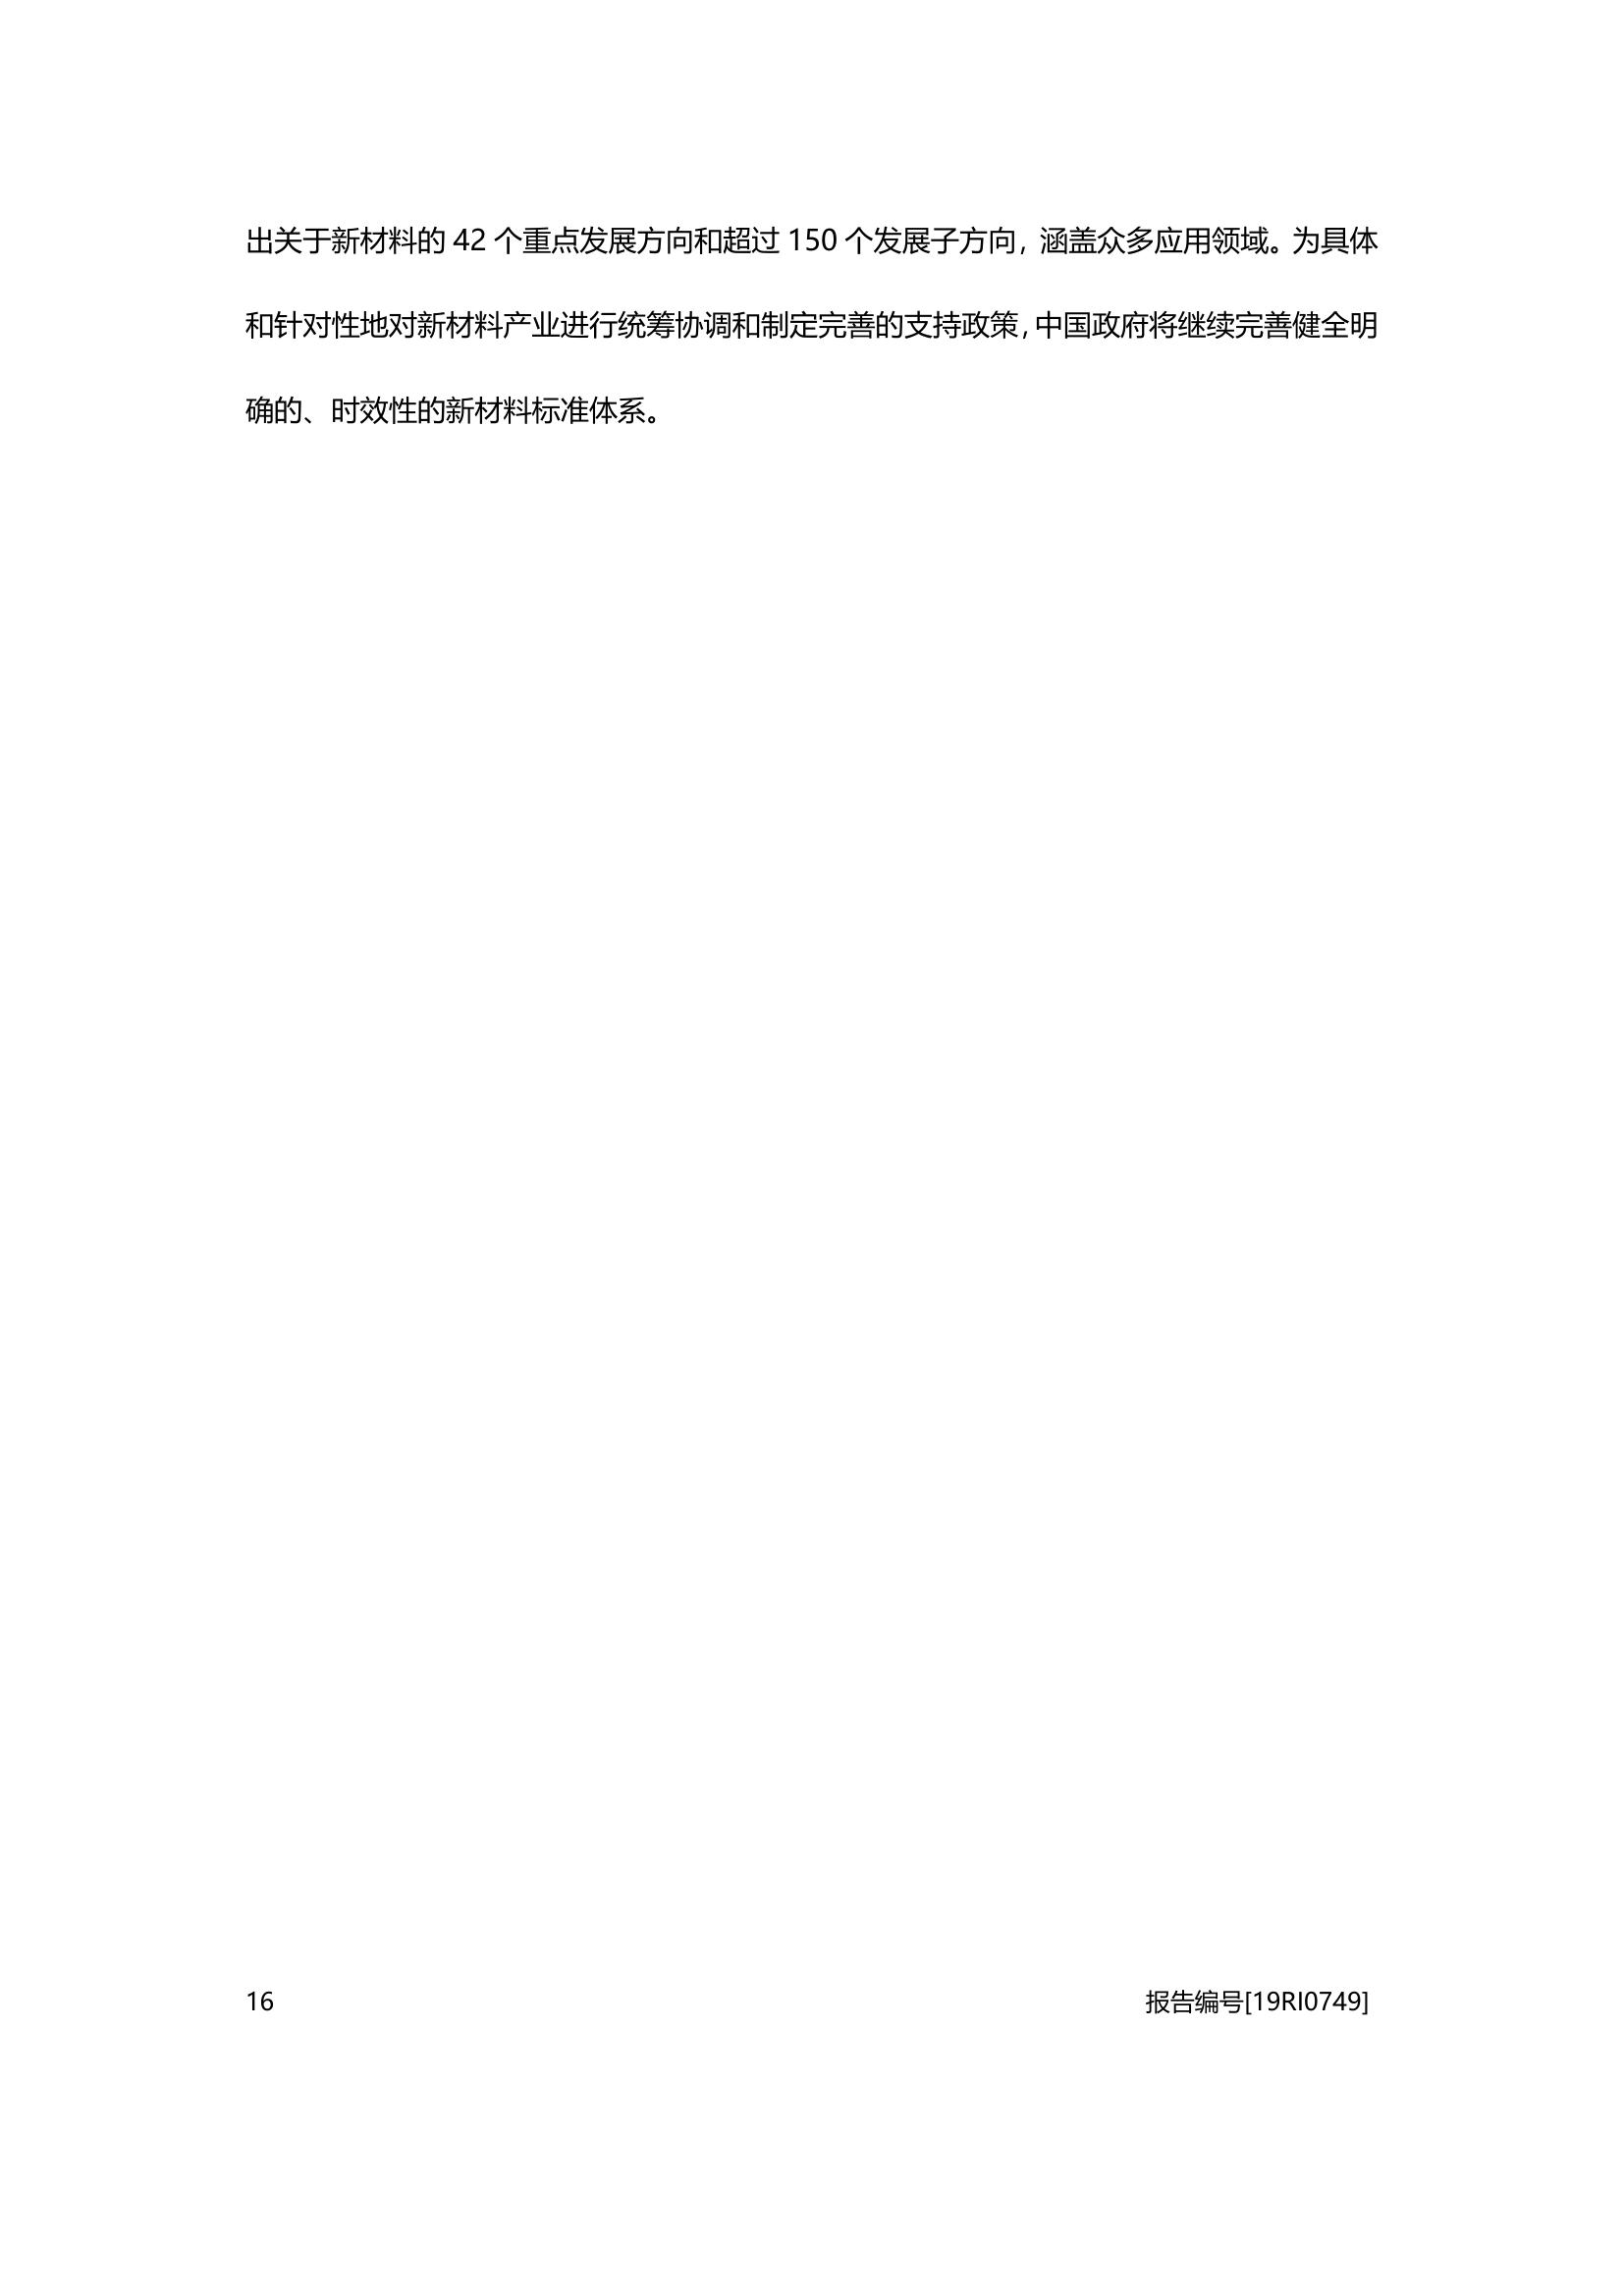 出关于新材料的 42 个重点发展方向和超过 150 个发展子方向，涵盖众多应用领域。为具体
和针对性地对新材料产业进行统筹协调和制定完善的支持政策，中国政府将继续完善健全明
确的、时效性的新材料标准体系。
16 报告编号[19RI0749]